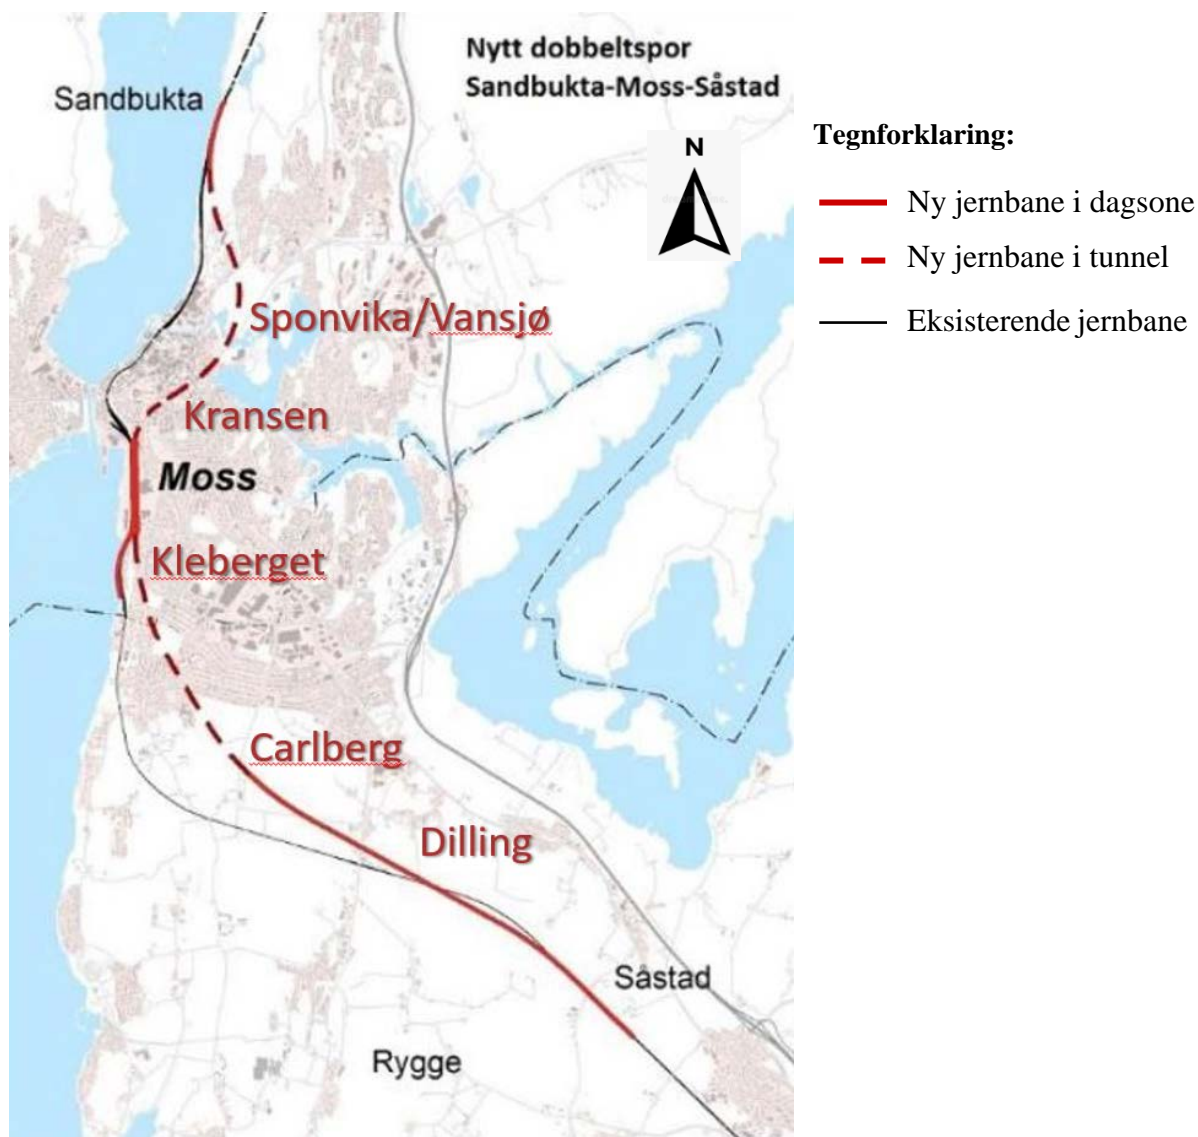 Nytt dobbeltspor
Sandbukta-Moss-Såstad
Sandbukta
N
Tegnforklaring:
Ny jernbane i dagsone
Ny jernbane i tunnel
Eksisterende jernbane
Sponvika/Vansjø
Kransen
Moss
Kleberget
Carlberg
Dilling
Såstad
Rygge